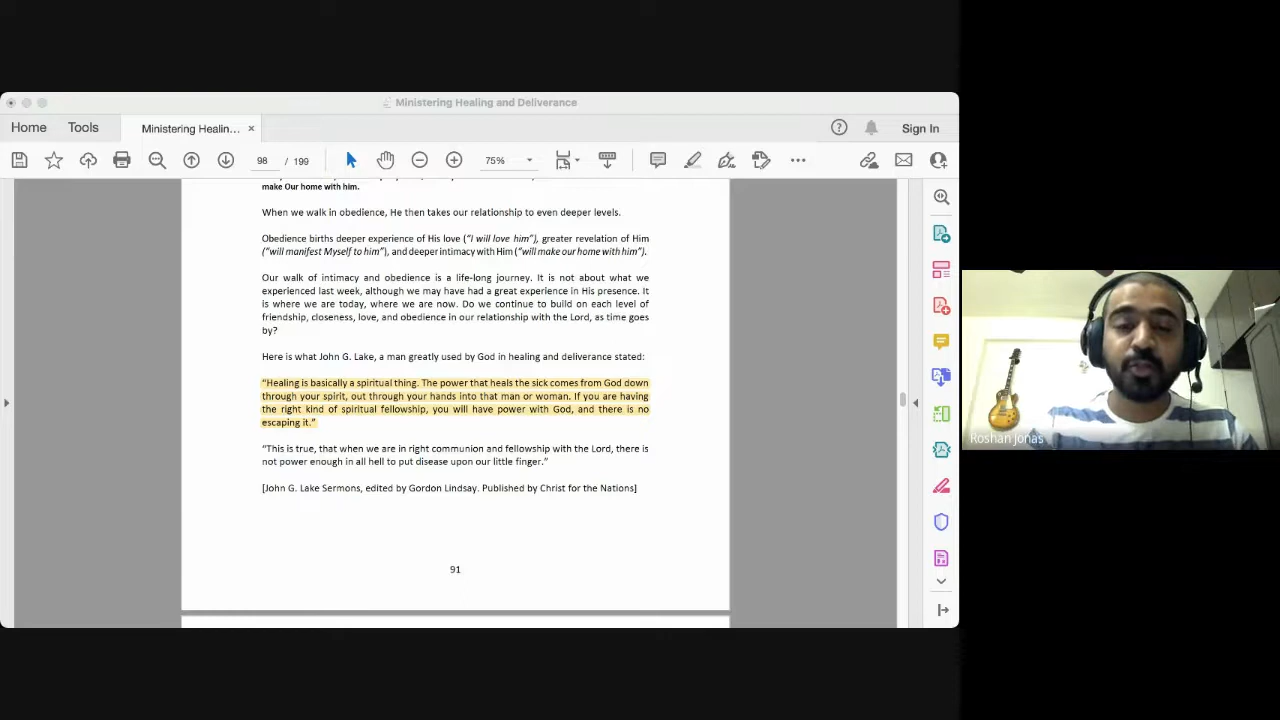 Ministering Healing and Deliverance
Home
Tools
Ministering Healin...
Sign In
98 / 199
75%
make Our home with him.
When we walk in obedience, He then takes our relationship to even deeper levels.
Obedience births deeper experience of His love (“I will love him”), greater revelation of Him
(“will manifest Myself to him”), and deeper intimacy with Him (“will make our home with him”).
Our walk of intimacy and obedience is a life-long journey. It is not about what we
experienced last week, although we may have had a great experience in His presence. It
is where we are today, where we are now. Do we continue to build on each level of
friendship, closeness, love, and obedience in our relationship with the Lord, as time goes
by?
Here is what John G. Lake, a man greatly used by God in healing and deliverance stated:
“Healing is basically a spiritual thing. The power that heals the sick comes from God down
through your spirit, out through your hands into that man or woman. If you are having
the right kind of spiritual fellowship, you will have power with God, and there is no
escaping it.”
“This is true, that when we are in right communion and fellowship with the Lord, there is
not power enough in all hell to put disease upon our little finger.”
[John G. Lake Sermons, edited by Gordon Lindsay. Published by Christ for the Nations]
91
Roshan Jonas